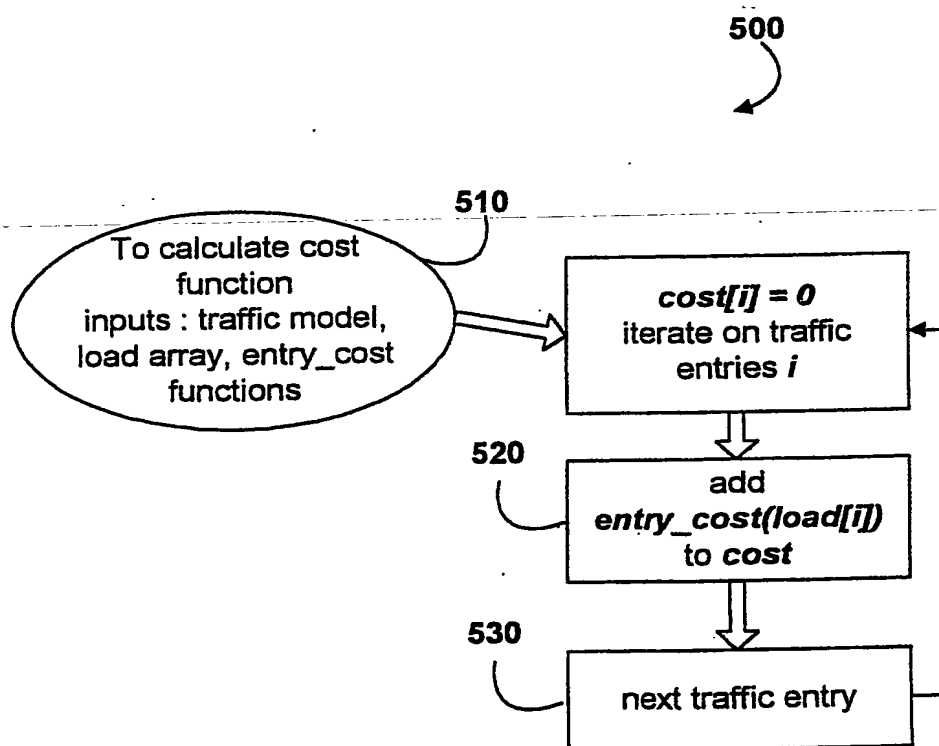 500
510
To calculate cost
function
inputs : traffic model,
load array, entry_cost
functions
cost[i] = 0
iterate on traffic
entries i
520
add
entry_cost(load[i])
to cost
530
next traffic entry